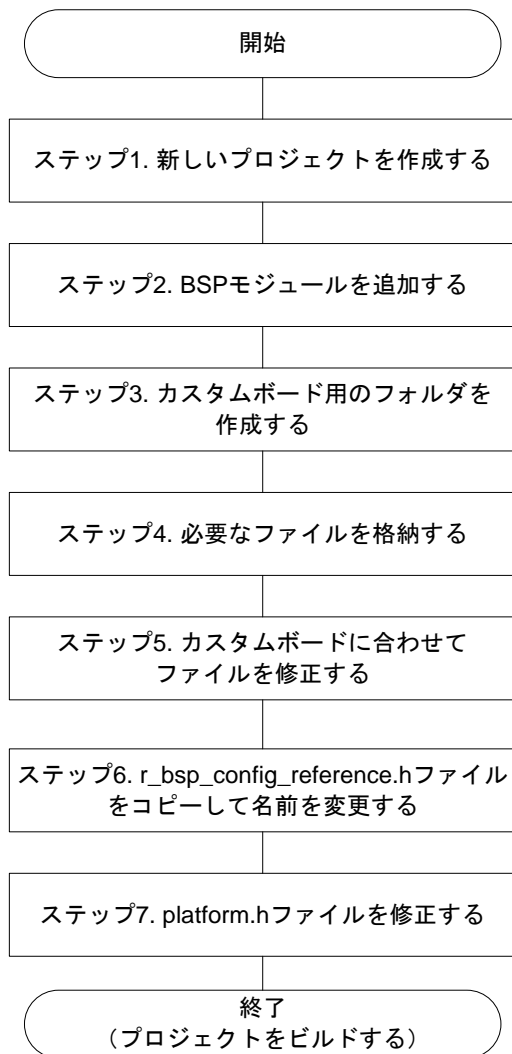 開始
ステップ1. 新しいプロジェクトを作成する
ステップ2. BSPモジュールを追加する
ステップ3. カスタムボード用のフォルダを
作成する
ステップ4. 必要なファイルを格納する
ステップ5. カスタムボードに合わせて
ファイルを修正する
ステップ6. r_bsp_config_reference.hファイル
をコピーして名前を変更する
ステップ7. platform.hファイルを修正する
終了
（プロジェクトをビルドする）